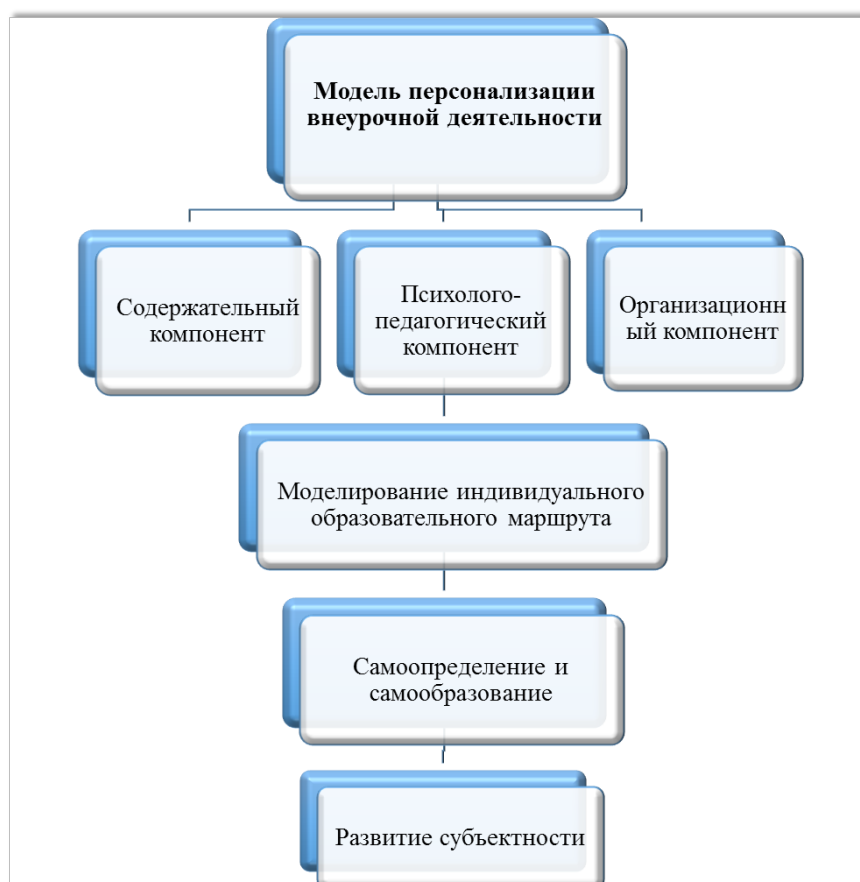 Модель персонализации
внеурочной деятельности
Содержательный
компонент
Психолого-
педагогический
компонент
Организационн
ый компонент
Моделирование индивидуального
образовательного маршрута
Самоопределение и
самообразование
Развитие субъектности